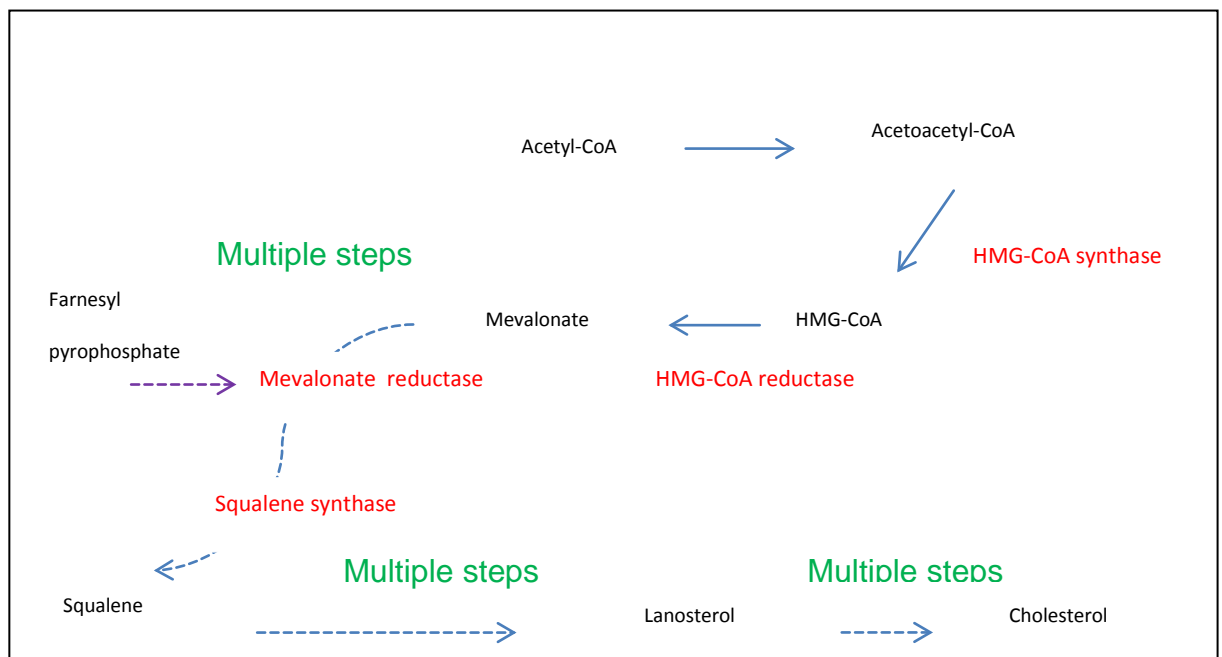 Acetyl-CoA
Acetoacetyl-CoA
Multiple steps
HMG-CoA synthase
Farnesyl
pyrophosphate
Mevalonate
HMG-CoA
Mevalonate reductase
HMG-CoA reductase
Squalene synthase
Multiple steps
Multiple steps
Squalene
Lanosterol
Cholesterol